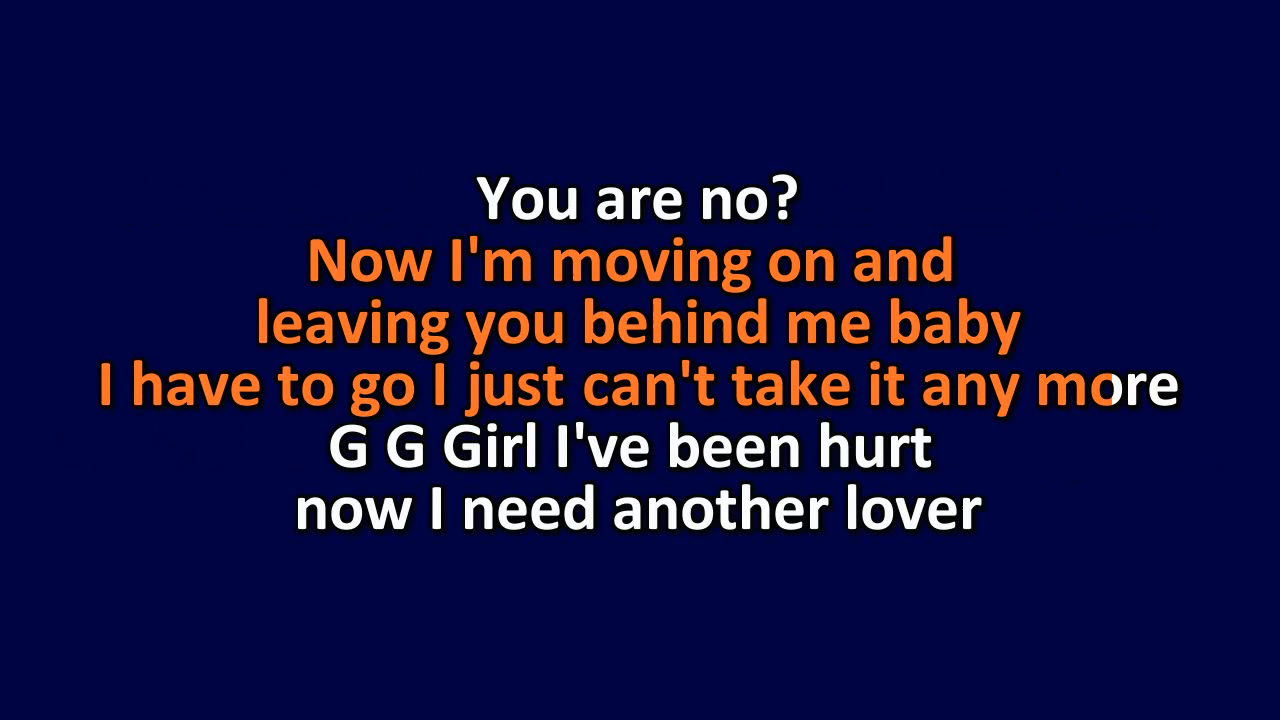 You are no?
Now I'm moving on and
leaving you behind me baby
I have to go I just can't take it any more
G G Girl I've been hurt
now I need another lover